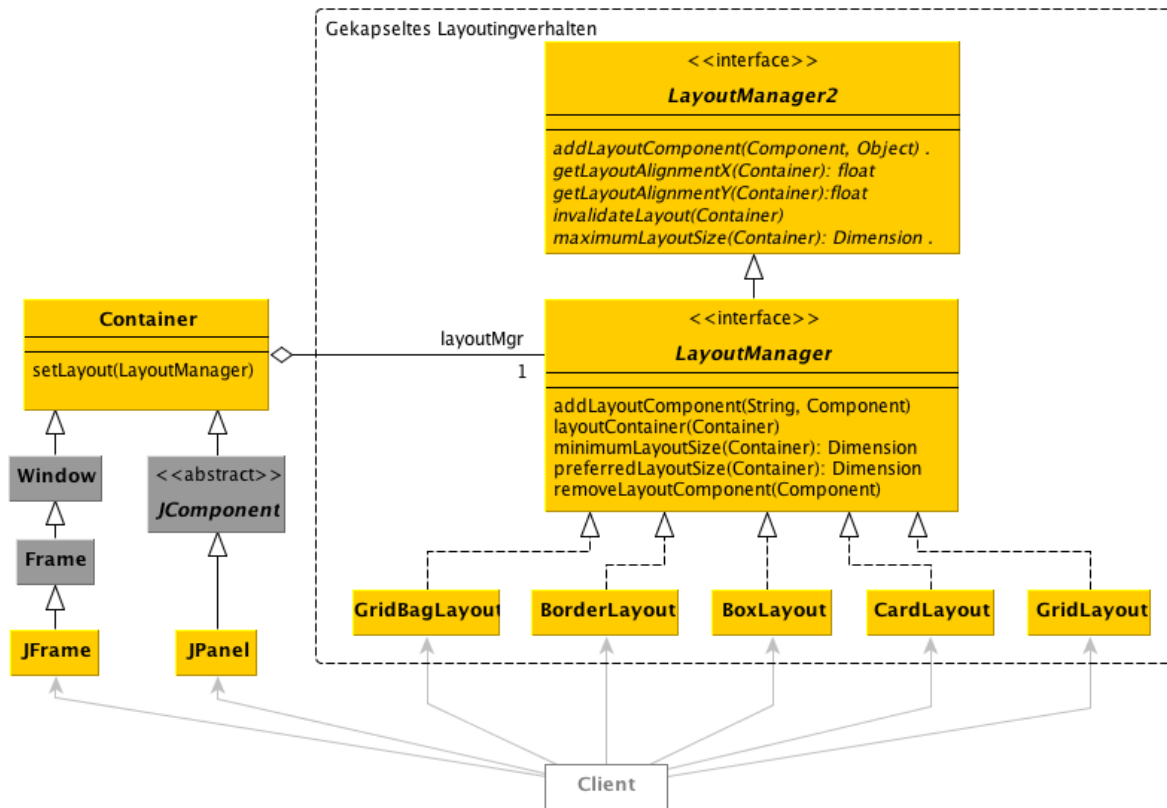 Gekapseltes Layoutingverhalten
<<interface>>
LayoutManager2
addLayoutComponent(Component, Object) .
getLayoutAlignmentX(Container): float
getLayoutAlignmentY(Container):float
invalidateLayout(Container)
maximumLayoutSize(Container): Dimension .
Container
setLayout(LayoutManager)
layoutMgr
1
<<interface>>
LayoutManager
addLayoutComponent(String, Component)
layoutContainer(Container)
minimumLayoutSize(Container): Dimension
preferredLayoutSize(Container): Dimension
removeLayoutComponent(Component)
Window
<<abstract>>
JComponent
Frame
JFrame
JPanel
GridBagLayout
BorderLayout
BoxLayout
CardLayout
GridLayout
Client